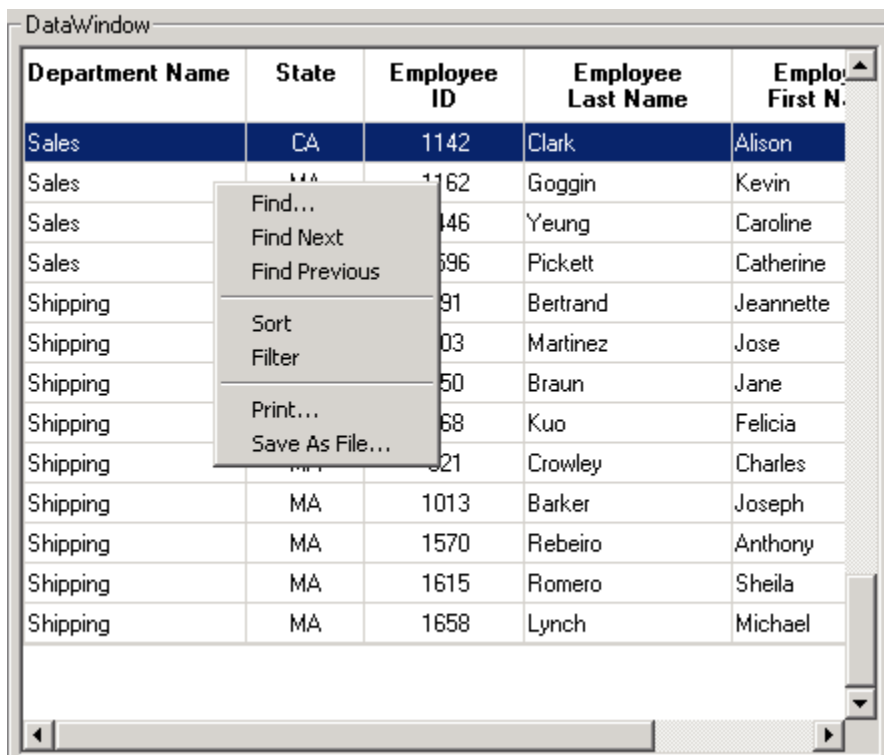 DataWindow
Department Name State Employee ID Employee Last Name First
Sales CA 1142 Clark Alison
Sales Goggin Kevin
Find...
Sales Yeung Caroline
Find Next
Sales Pickett Catherine
Find Previous
Shipping Bertrand Jeannette
Sort
Shipping Martinez Jose
Filter
Shipping Braun Jane
Print...
Shipping Kuo Felicia
Save As File...
Shipping Crowley Charles
Shipping MA 1013 Barker Joseph
Shipping MA 1570 Rebeiro Anthony
Shipping MA 1615 Romero Sheila
Shipping MA 1658 Lynch Michael